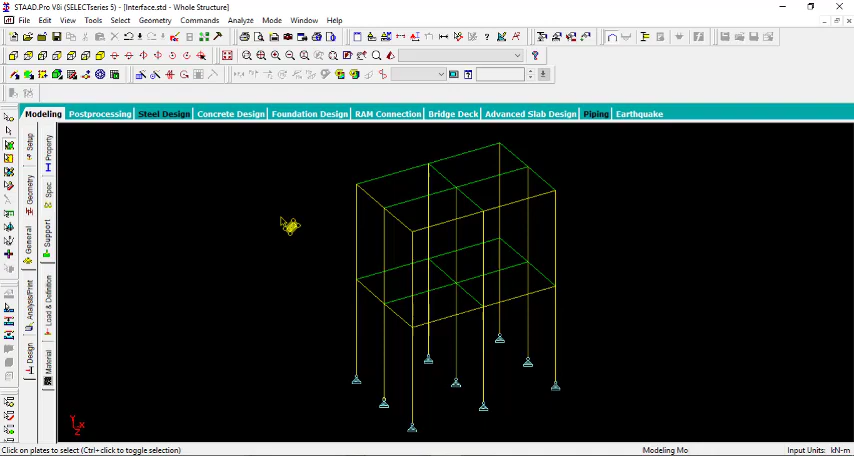 STAAD.Pro V8i (SELECTseries 5) - [Interface.std - Whole Structure]
File Edit View Tools Select Geometry Commands Analyze Mode Window Help
Modeling Postprocessing Steel Design Concrete Design Foundation Design RAM Connection Bridge Deck Advanced Slab Design Piping Earthquake
Setup
Geometry
General
Analysis/Print
Design
Property
Spec
Support
Load & Definition
Material
Y
X
Z
Click on plates to select (Ctrl+click to toggle selection) Modeling Mo Input Units: kN-m